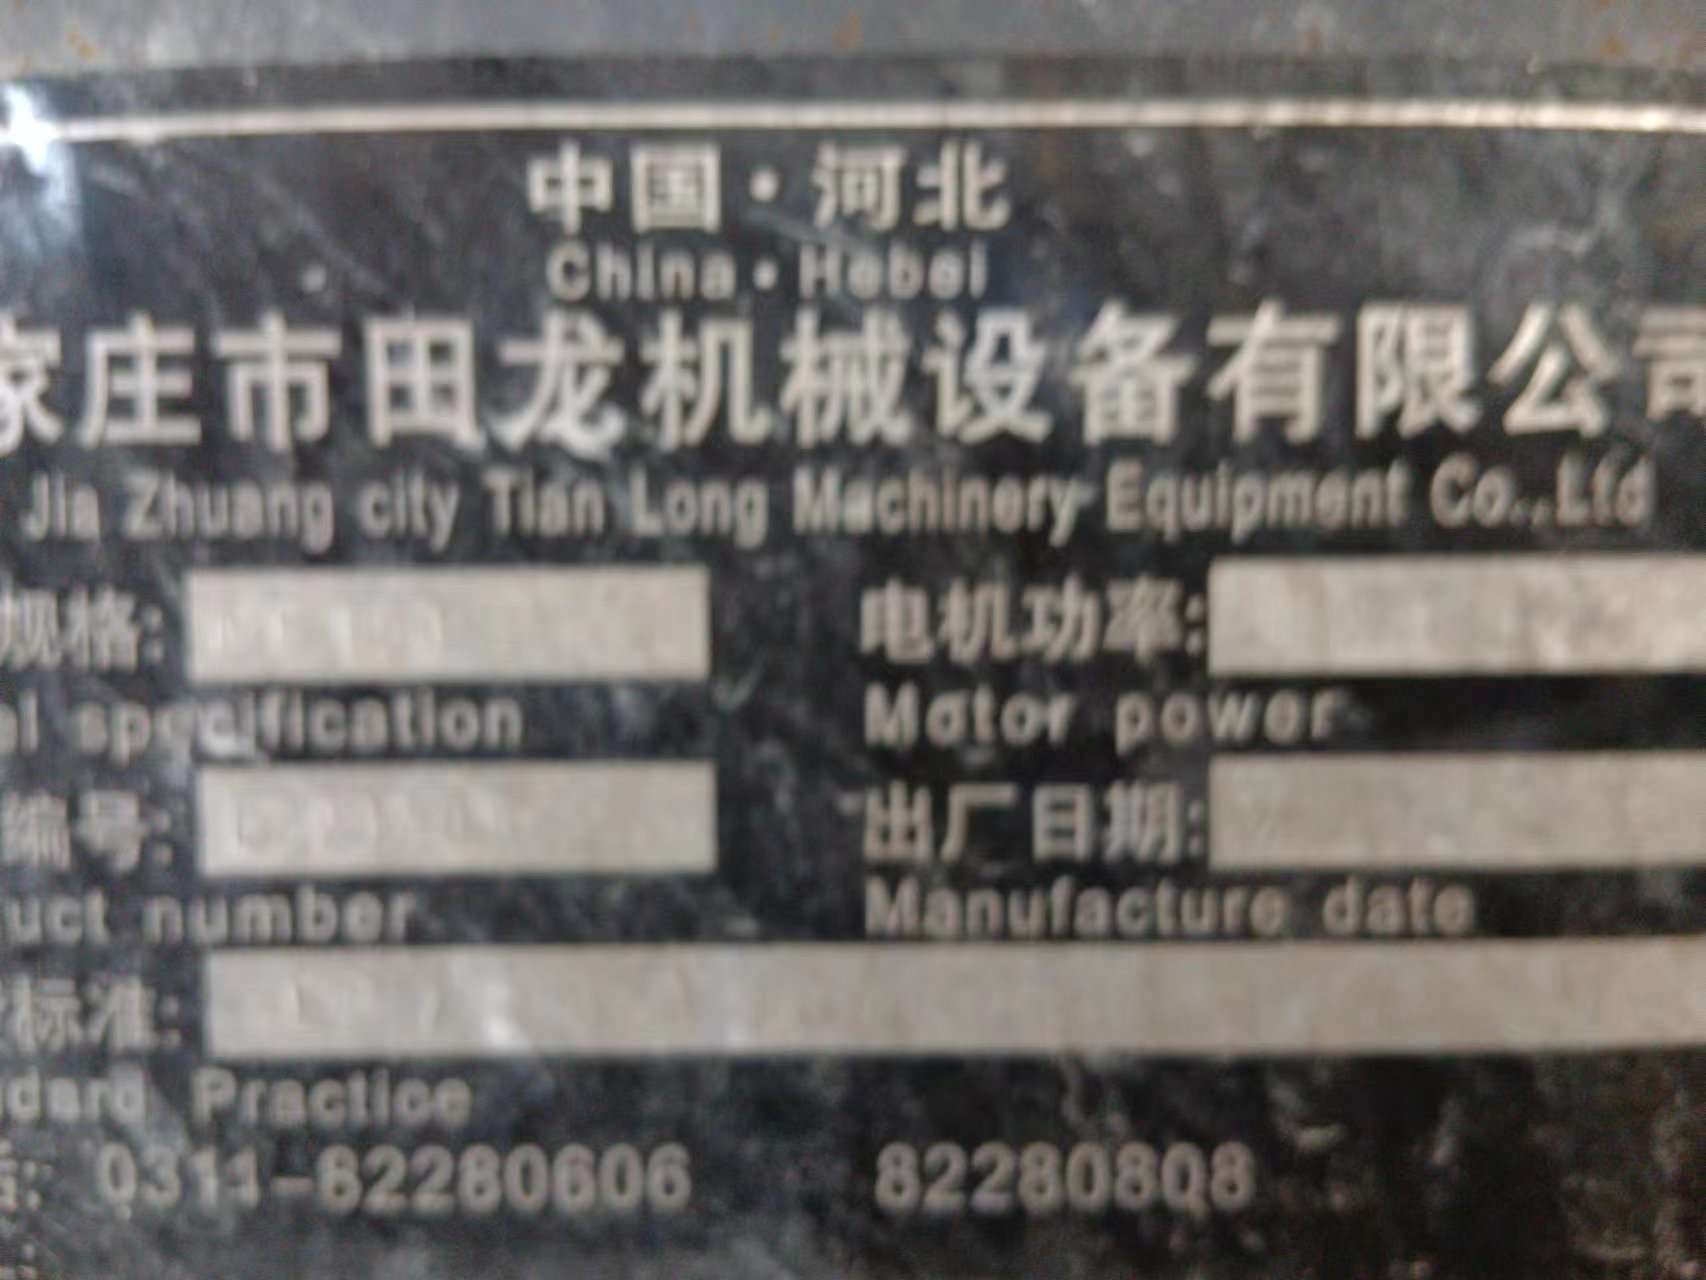 中国·河北
China·Hebei
家庄市田龙机械设备有限公司
Jia Zhuang city Tian Long Machinery Equipment Co.,Ltd
规格: 电机功率:
specification Motor power
编号: 出厂日期:
number Manufacture date
标准:
Practice
0311-82280606 82280808